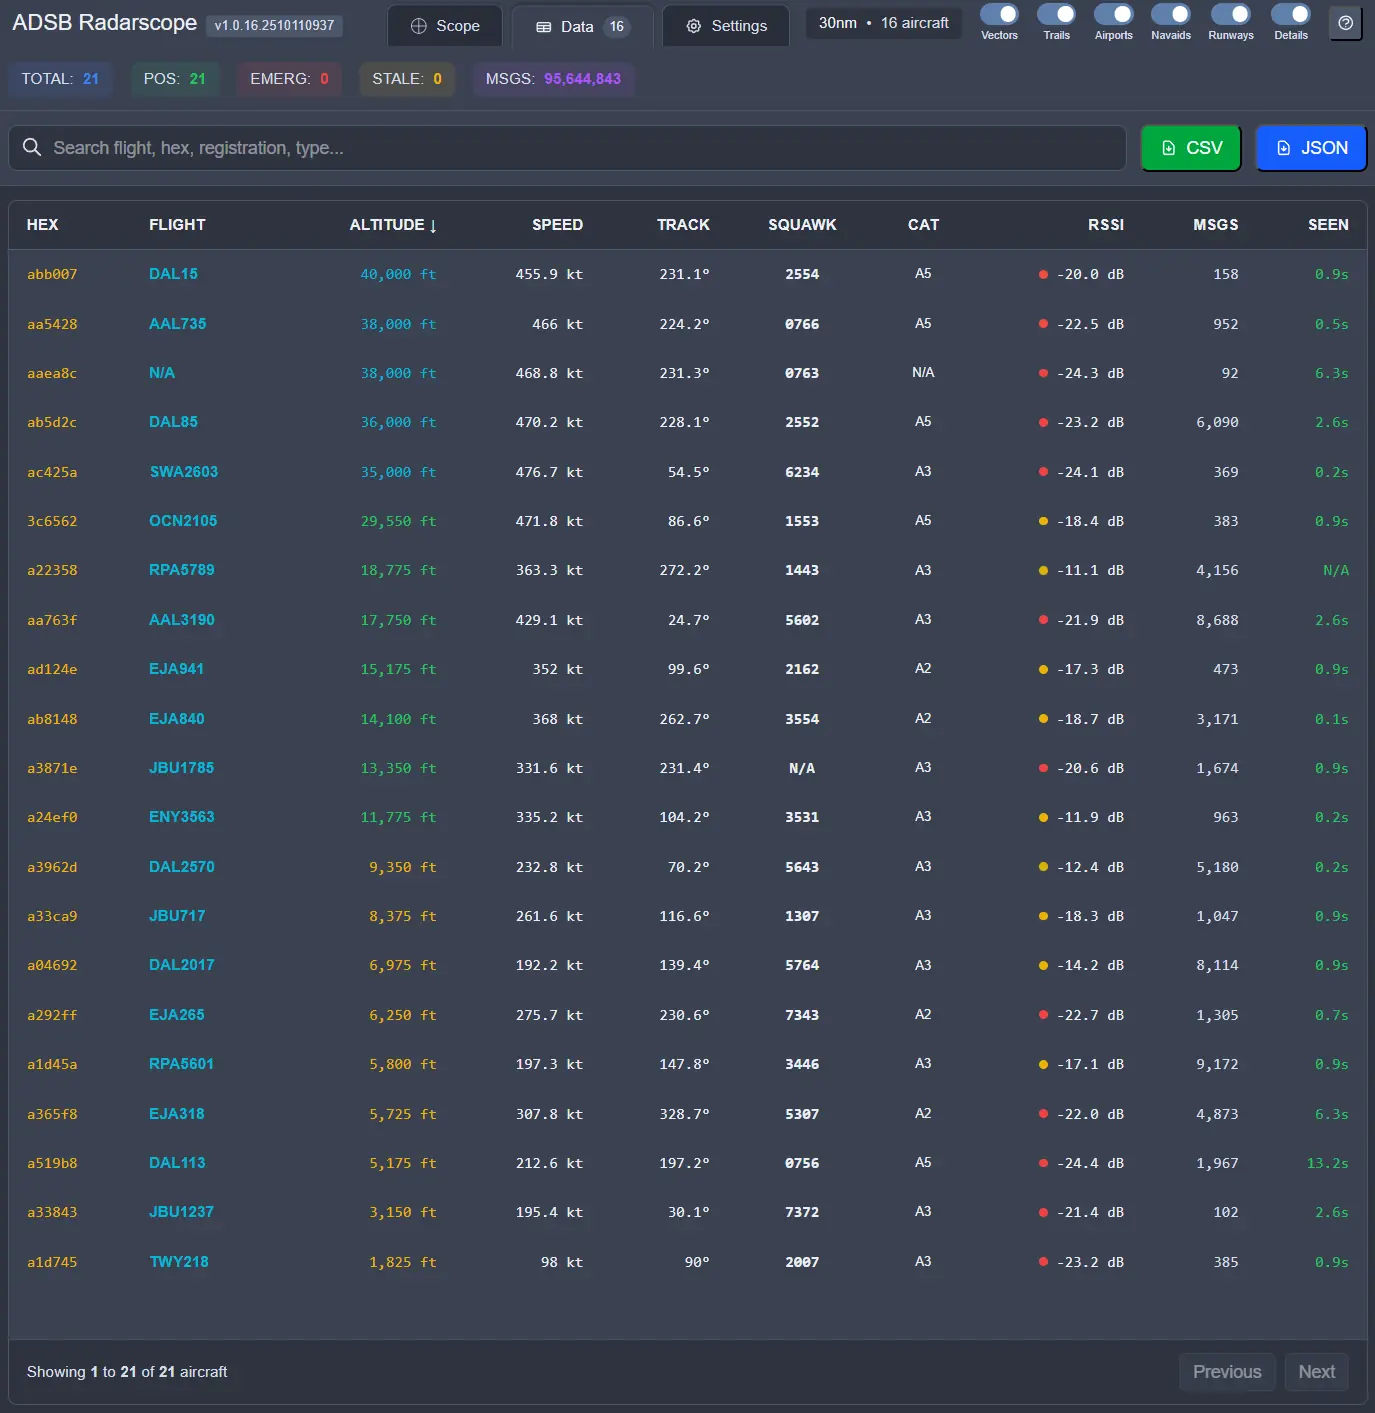 ADSB Radarscope v1.0.16.2510110937 Scope Data 16 Settings 30nm • 16 aircraft Vectors Trails Airports Navaids Runways Details
TOTAL: 21 POS: 21 EMERG: 0 STALE: 0 MSGS: 95,644,843
Search flight, hex, registration, type... CSV JSON
HEX FLIGHT ALTITUDE ↓ SPEED TRACK SQUAWK CAT RSSI MSGS SEEN
abb007 DAL15 40,000 ft 455.9 kt 231.1° 2554 A5 -20.0 dB 158 0.9s
aa5428 AAL735 38,000 ft 466 kt 224.2° 0766 A5 -22.5 dB 952 0.5s
aaea8c N/A 38,000 ft 468.8 kt 231.3° 0763 N/A -24.3 dB 92 6.3s
ab5d2c DAL85 36,000 ft 470.2 kt 228.1° 2552 A5 -23.2 dB 6,090 2.6s
ac425a SWA2603 35,000 ft 476.7 kt 54.5° 6234 A3 -24.1 dB 369 0.2s
3c6562 OCN2105 29,550 ft 471.8 kt 86.6° 1553 A5 -18.4 dB 383 0.9s
a22358 RPA5789 18,775 ft 363.3 kt 272.2° 1443 A3 -11.1 dB 4,156 N/A
aa763f AAL3190 17,750 ft 429.1 kt 24.7° 5602 A3 -21.9 dB 8,688 2.6s
ad124e EJA941 15,175 ft 352 kt 99.6° 2162 A2 -17.3 dB 473 0.9s
ab8148 EJA840 14,100 ft 368 kt 262.7° 3554 A2 -18.7 dB 3,171 0.1s
a3871e JBU1785 13,350 ft 331.6 kt 231.4° N/A A3 -20.6 dB 1,674 0.9s
a24ef0 ENY3563 11,775 ft 335.2 kt 104.2° 3531 A3 -11.9 dB 963 0.2s
a3962d DAL2570 9,350 ft 232.8 kt 70.2° 5643 A3 -12.4 dB 5,180 0.2s
a33ca9 JBU717 8,375 ft 261.6 kt 116.6° 1307 A3 -18.3 dB 1,047 0.9s
a04692 DAL2017 6,975 ft 192.2 kt 139.4° 5764 A3 -14.2 dB 8,114 0.9s
a292ff EJA265 6,250 ft 275.7 kt 230.6° 7343 A2 -22.7 dB 1,305 0.7s
a1d45a RPA5601 5,800 ft 197.3 kt 147.8° 3446 A3 -17.1 dB 9,172 0.9s
a365f8 EJA318 5,725 ft 307.8 kt 328.7° 5307 A2 -22.0 dB 4,873 6.3s
a519b8 DAL113 5,175 ft 212.6 kt 197.2° 0756 A5 -24.4 dB 1,967 13.2s
a33843 JBU1237 3,150 ft 195.4 kt 30.1° 7372 A3 -21.4 dB 102 2.6s
a1d745 TWY218 1,825 ft 98 kt 90° 2007 A3 -23.2 dB 385 0.9s
Showing 1 to 21 of 21 aircraft Previous Next